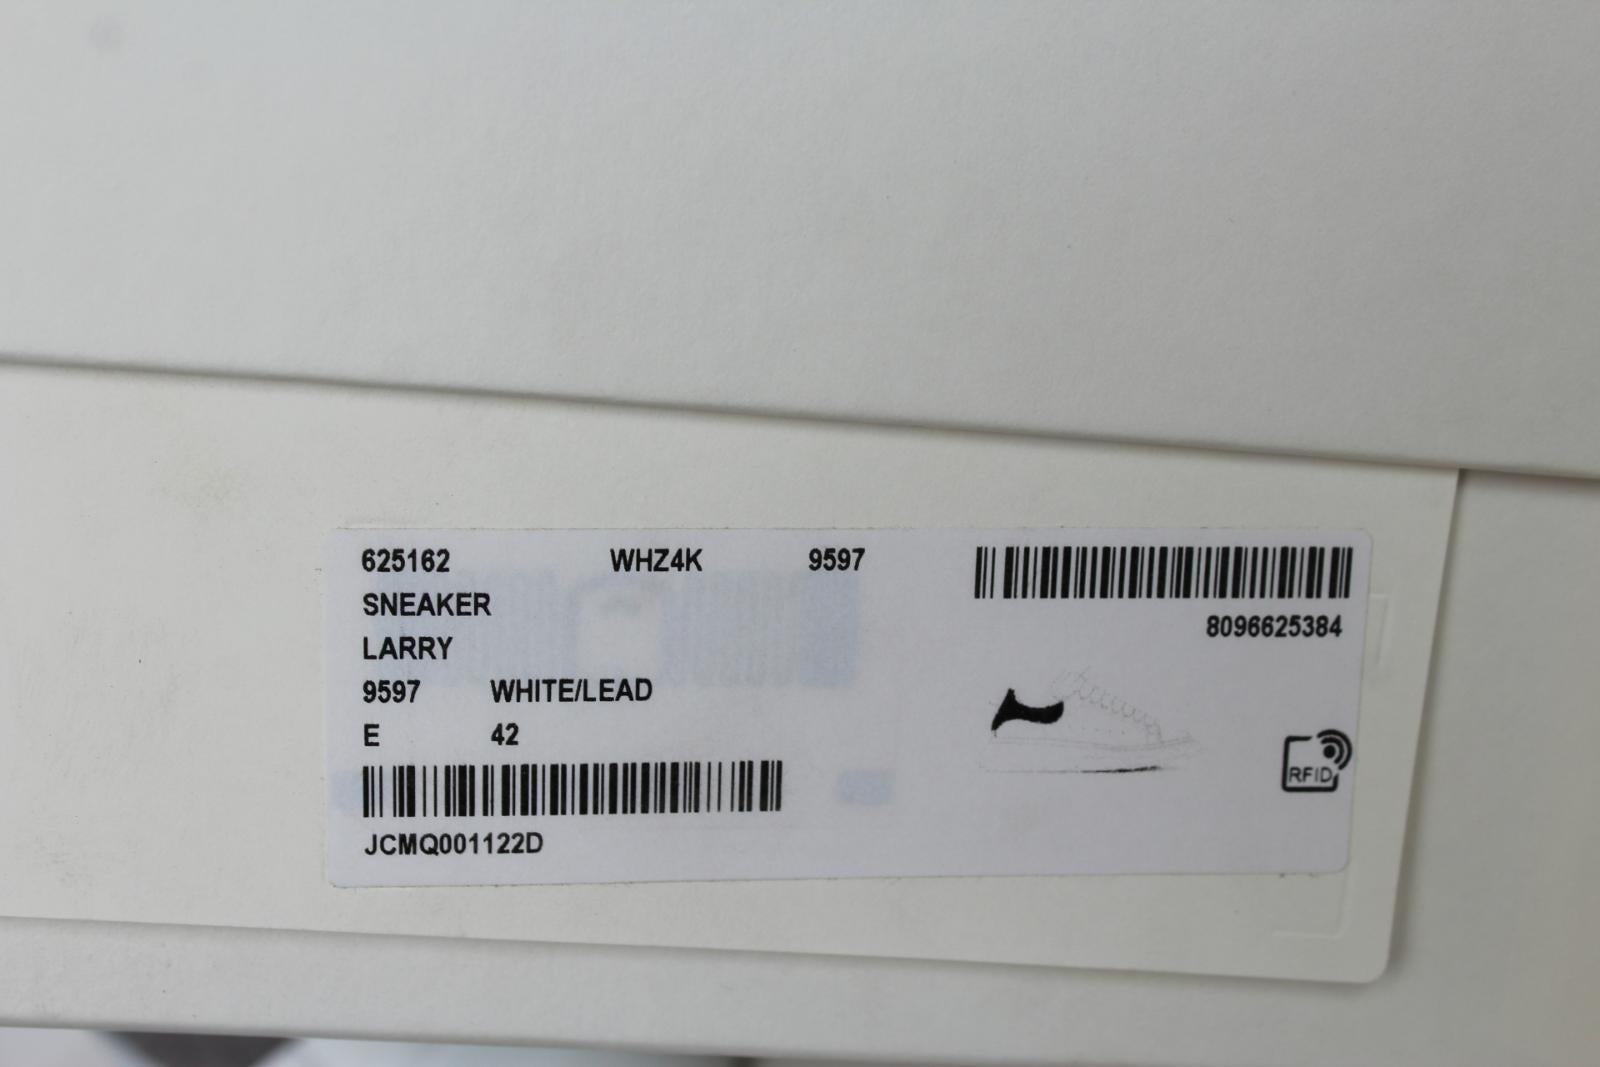 625162 WHZ4K 9597
SNEAKER
LARRY
9597 WHITE/LEAD
E 42
JCMQ001122D
8096625384
RFID